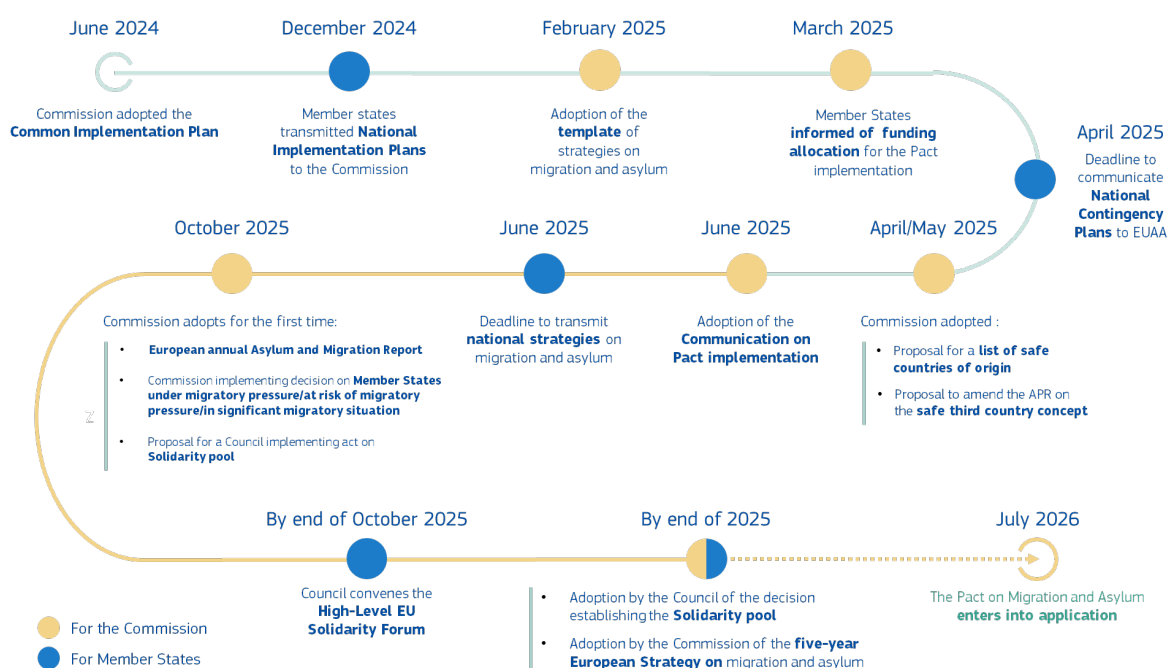 June 2024
Commission adopted the
Common Implementation Plan
December 2024
Member states
transmitted National
Implementation Plans
to the Commission
February 2025
Adoption of the
template of
strategies on
migration and asylum
March 2025
Member States
informed of funding
allocation for the Pact
implementation
April 2025
Deadline to
communicate
National
Contingency
Plans to EUAA
April/May 2025
Commission adopted :
• Proposal for a list of safe
countries of origin
• Proposal to amend the APR on
the safe third country concept
June 2025
Adoption of the
Communication on
Pact implementation
June 2025
Deadline to transmit
national strategies on
migration and asylum
October 2025
Commission adopts for the first time:
• European annual Asylum and Migration Report
• Commission implementing decision on Member States
under migratory pressure/at risk of migratory
pressure/in significant migratory situation
• Proposal for a Council implementing act on
Solidarity pool
By end of October 2025
Council convenes the
High-Level EU
Solidarity Forum
By end of 2025
• Adoption by the Council of the decision
establishing the Solidarity pool
• Adoption by the Commission of the five-year
European Strategy on migration and asylum
July 2026
The Pact on Migration and Asylum
enters into application
For the Commission
For Member States